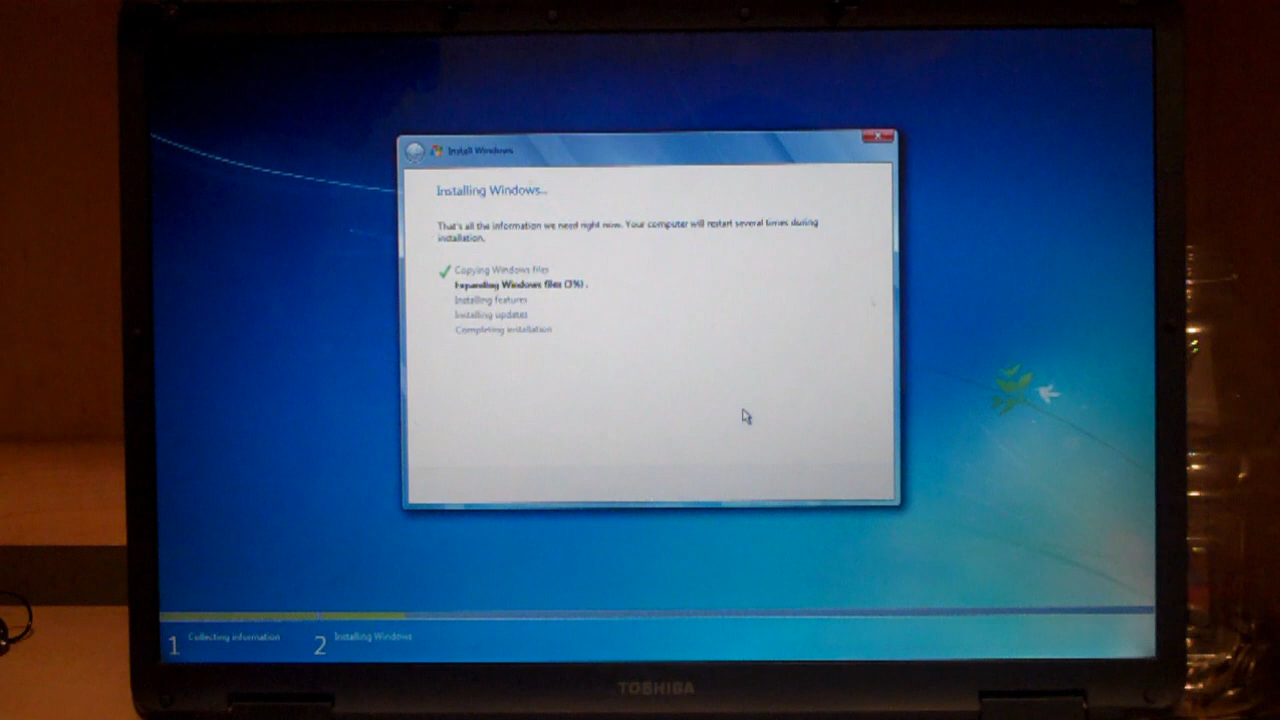 Install Windows
Installing Windows...
That's all the information we need right now. Your computer will restart several times during
installation.
Copying Windows files
Expanding Windows files (3%) .
Installing features
Installing updates
Completing installation
1 Collecting information
2 Installing Windows
TOSHIBA